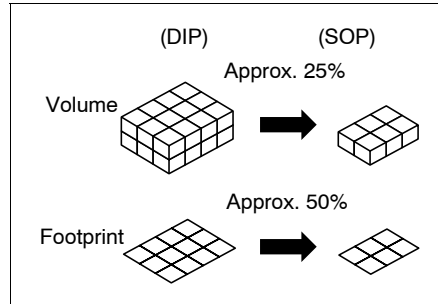 (DIP) (SOP)
Approx. 25%
Volume
Approx. 50%
Footprint